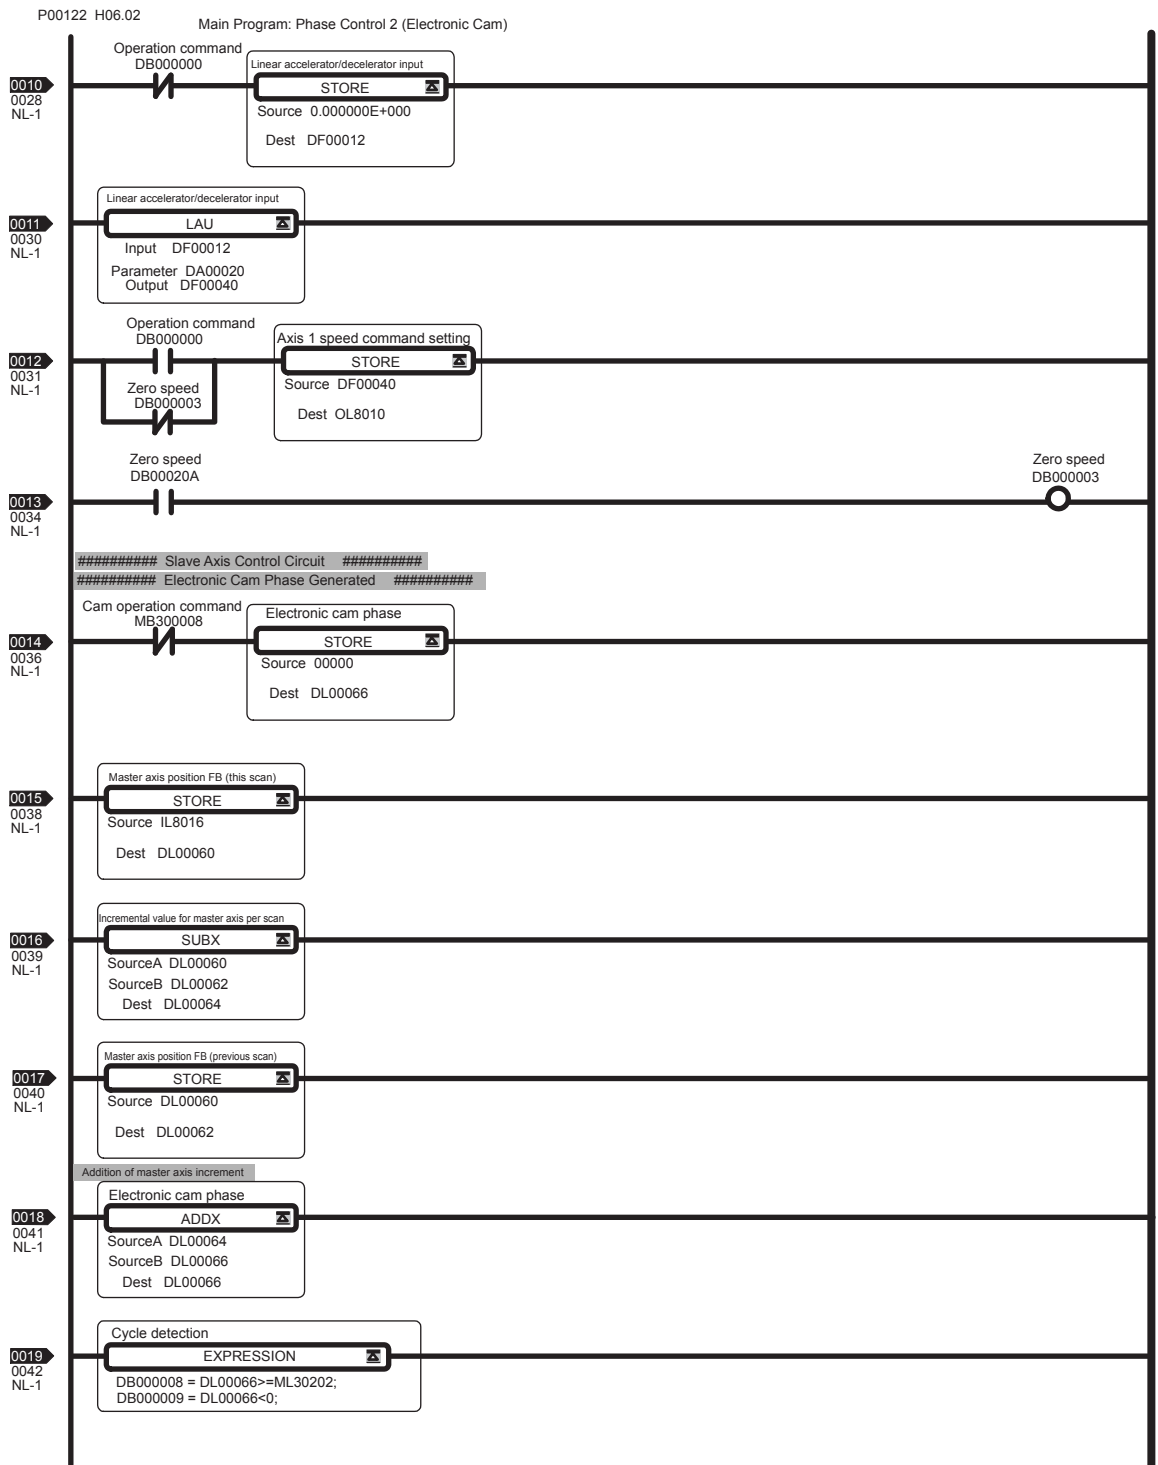 P00122 H06.02
Main Program: Phase Control 2 (Electronic Cam)
Operation command
DB000000
Linear accelerator/decelerator input
0010
0028
NL-1
STORE
Source 0.000000E+000
Dest DF00012
Linear accelerator/decelerator input
0011
0030
NL-1
LAU
Input DF00012
Parameter DA00020
Output DF00040
Operation command
DB000000
Axis 1 speed command setting
0012
0031
NL-1
STORE
Source DF00040
Zero speed
DB000003
Dest OL8010
Zero speed
DB00020A
Zero speed
DB000003
0013
0034
NL-1
########## Slave Axis Control Circuit ##########
########## Electronic Cam Phase Generated ##########
Cam operation command
MB300008
Electronic cam phase
0014
0036
NL-1
STORE
Source 00000
Dest DL00066
Master axis position FB (this scan)
0015
0038
NL-1
STORE
Source IL8016
Dest DL00060
Incremental value for master axis per scan
0016
0039
NL-1
SUBX
SourceA DL00060
SourceB DL00062
Dest DL00064
Master axis position FB (previous scan)
0017
0040
NL-1
STORE
Source DL00060
Dest DL00062
Addition of master axis increment
Electronic cam phase
0018
0041
NL-1
ADDX
SourceA DL00064
SourceB DL00066
Dest DL00066
Cycle detection
0019
0042
NL-1
EXPRESSION
DB000008 = DL00066>=ML30202;
DB000009 = DL00066<0;